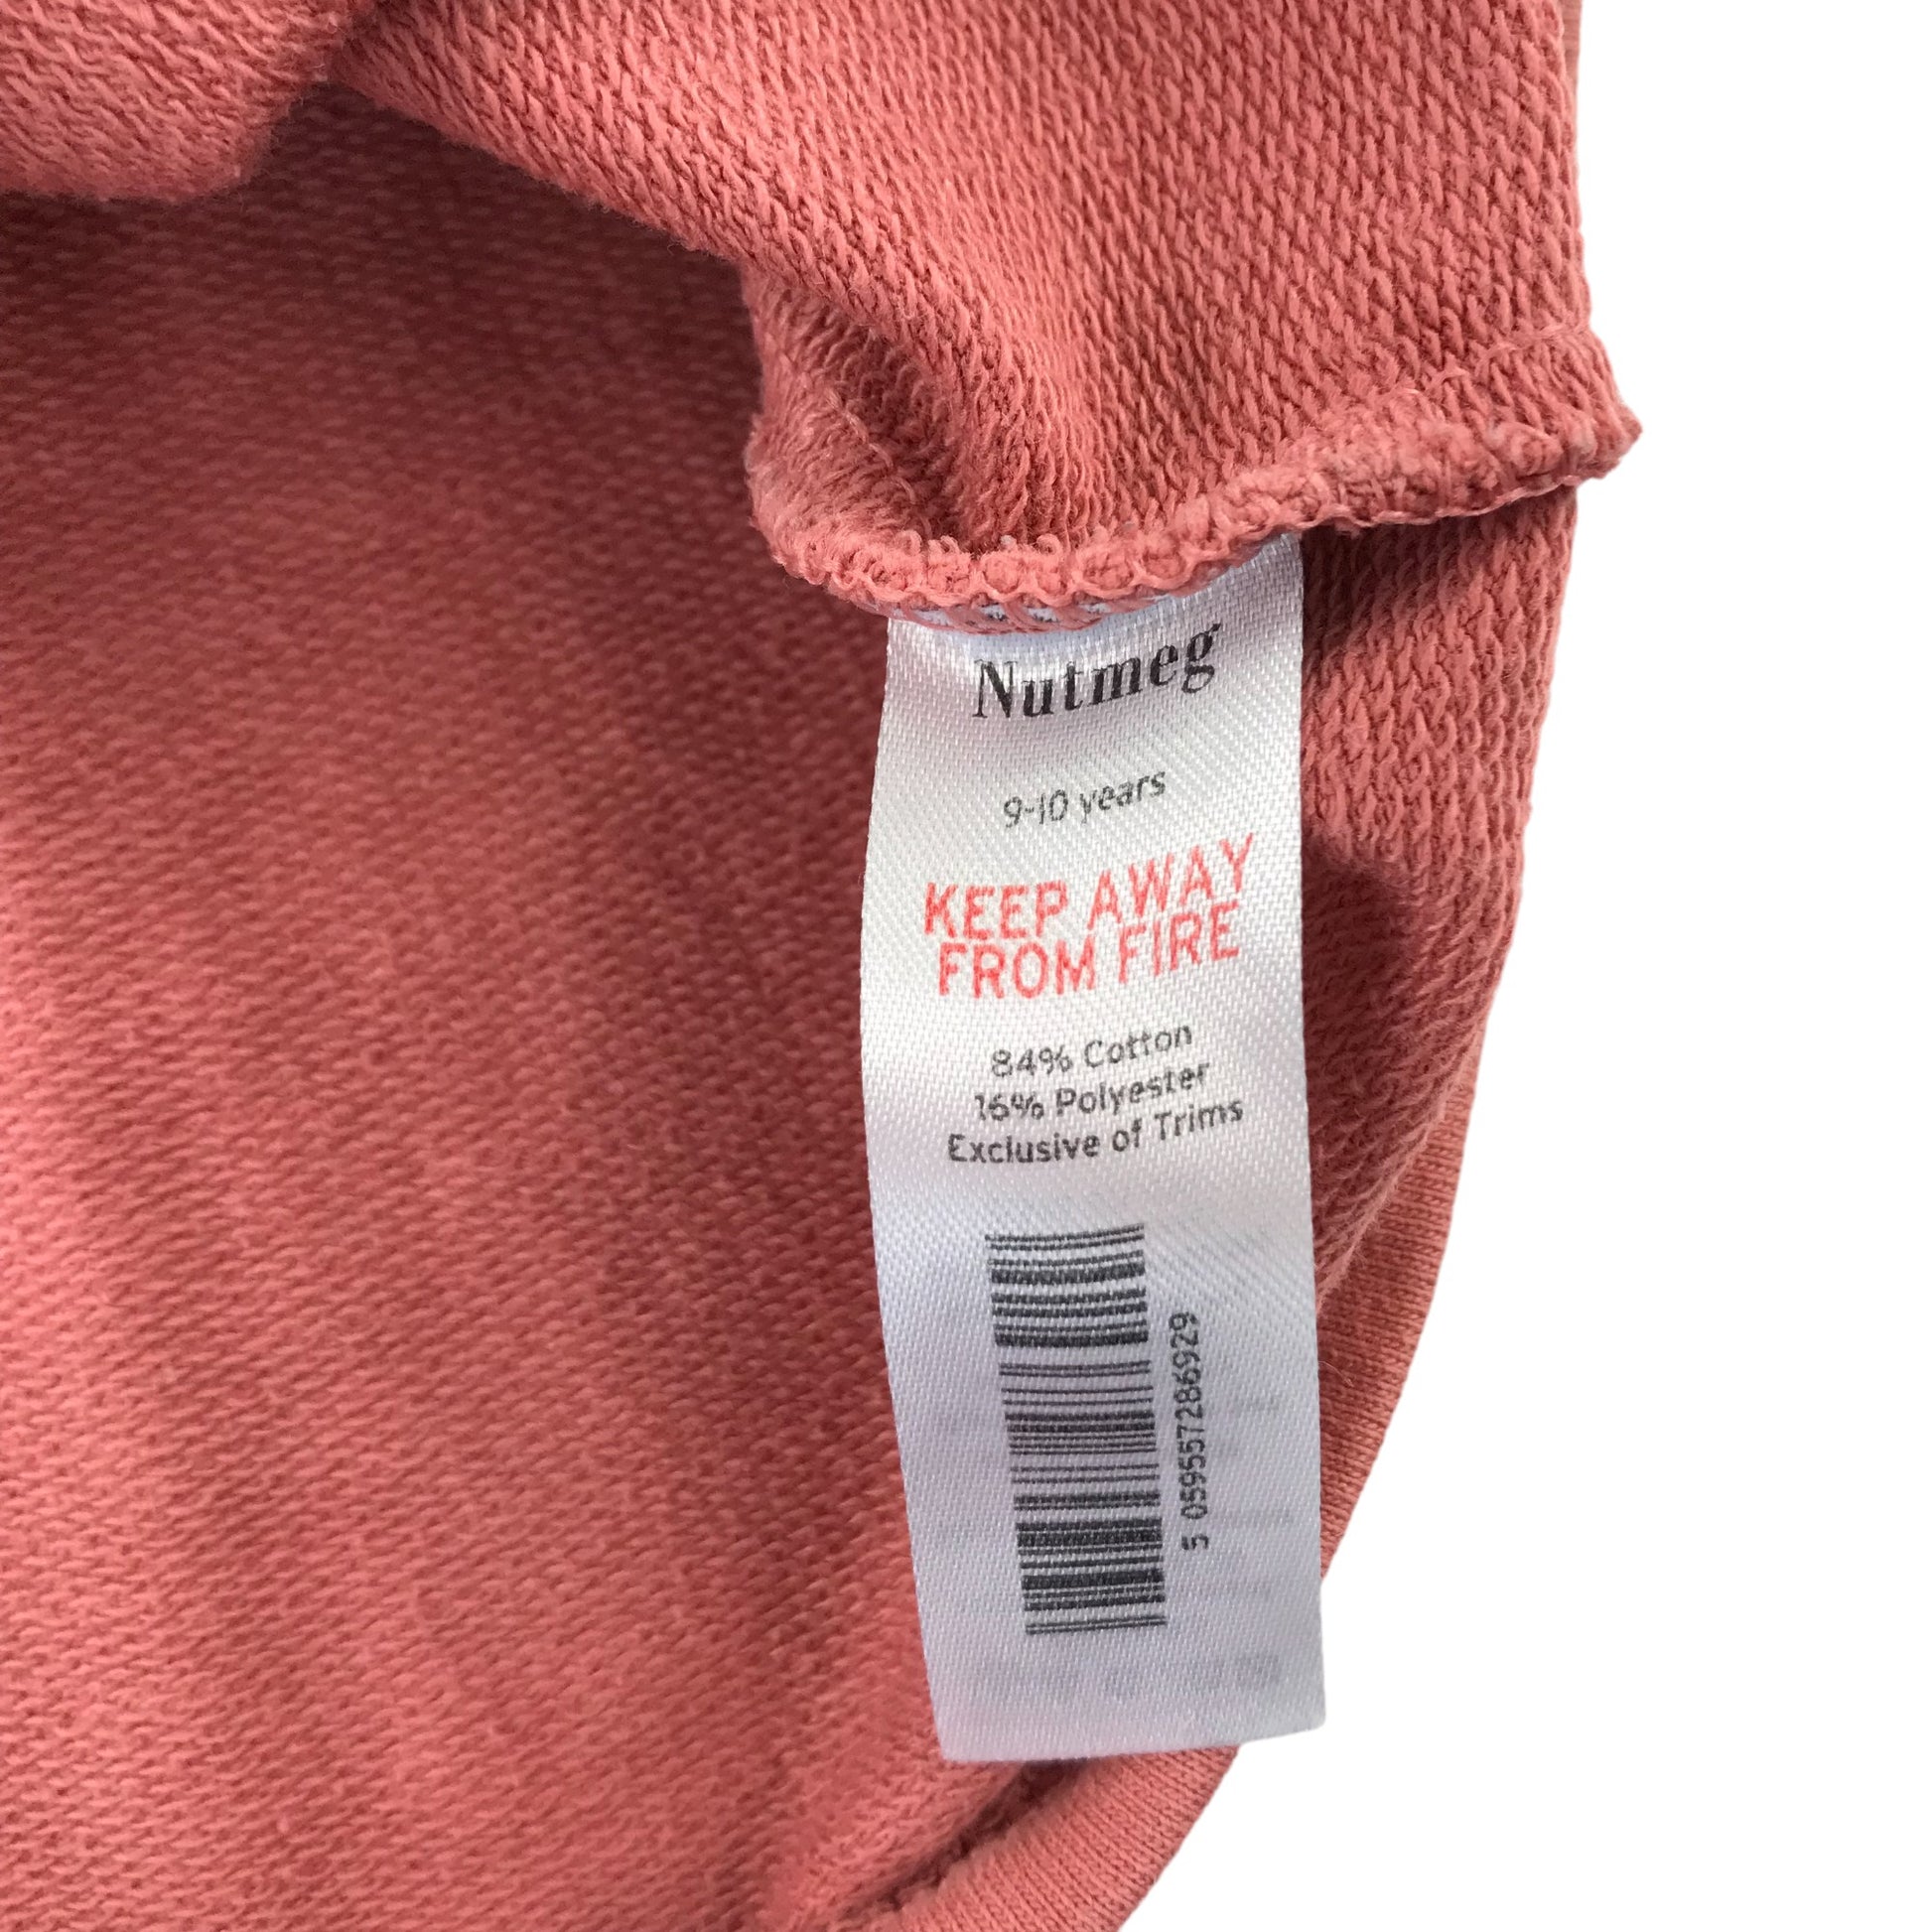 Nutmeg
9-10 years
KEEP AWAY
FROM FIRE
84% Cotton
16% Polyester
Exclusive of Trims
5 059557286929